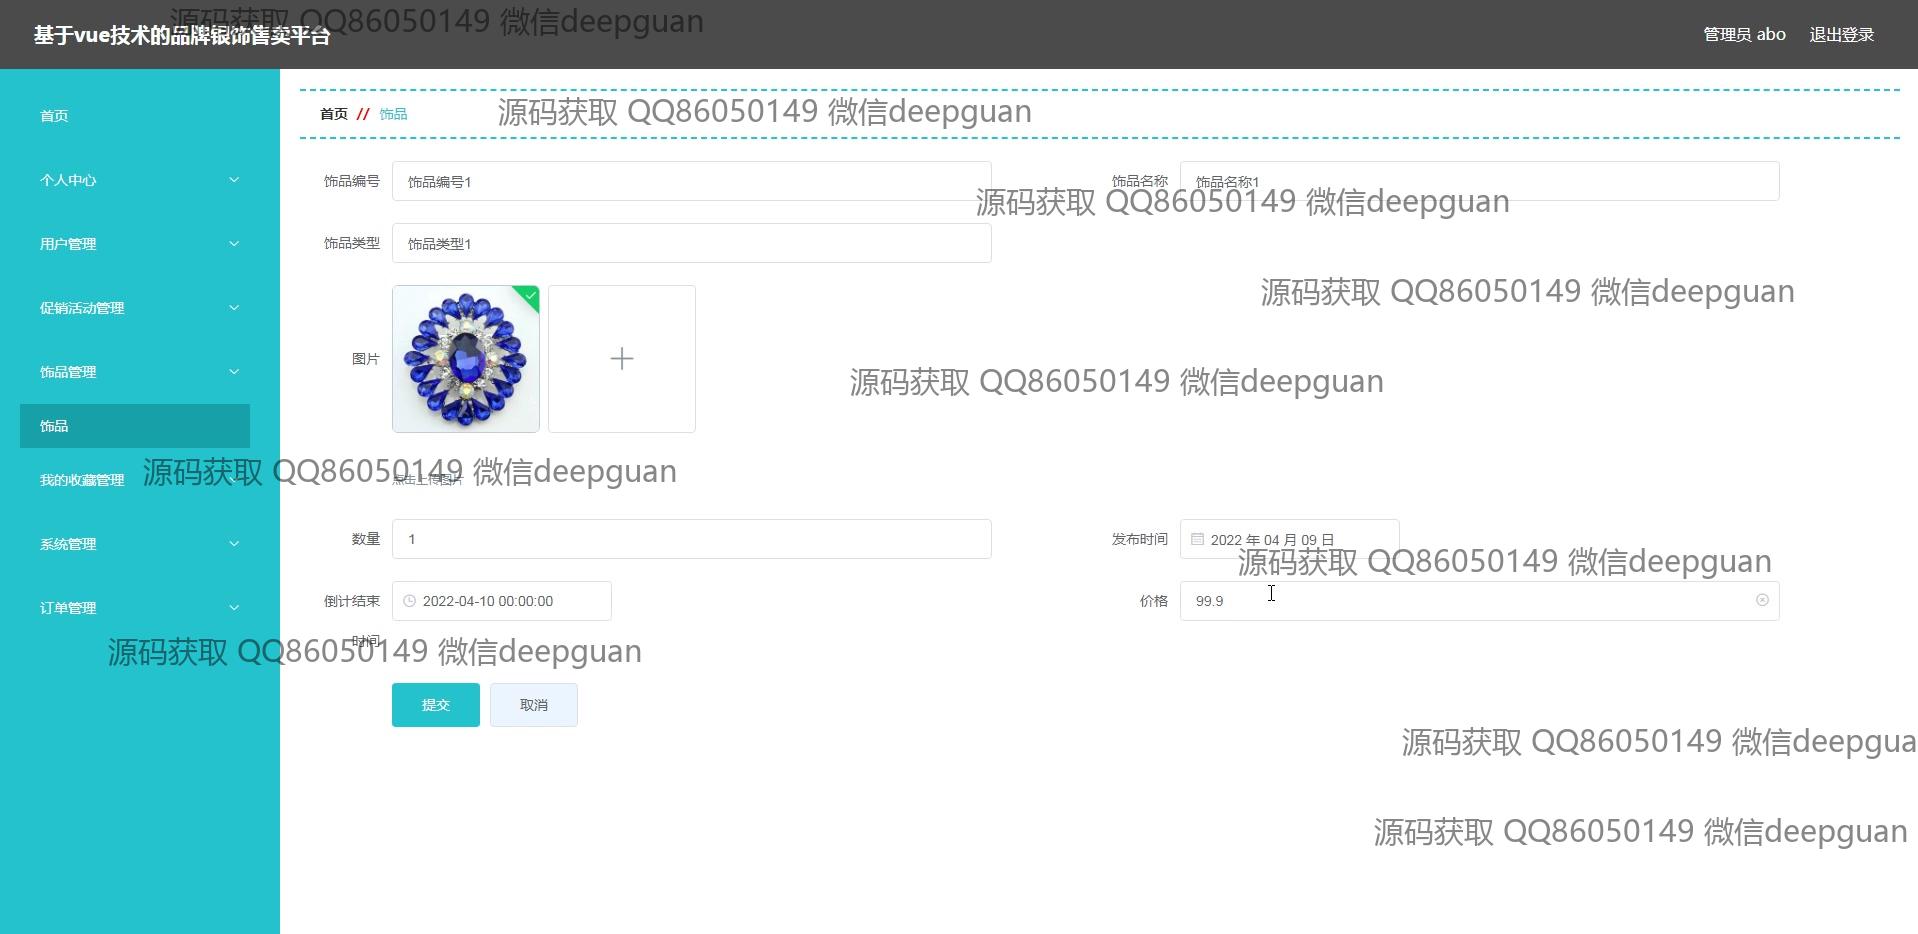 源码获取 QQ86050149 微信deepguan
基于vue技术的品牌银饰售卖平台
管理员 abo 退出登录
首页
个人中心
用户管理
促销活动管理
饰品管理
饰品
我的收藏管理
系统管理
订单管理
首页 // 饰品
源码获取 QQ86050149 微信deepguan
饰品编号 饰品编号1
饰品名称 饰品名称1
源码获取 QQ86050149 微信deepguan
饰品类型 饰品类型1
源码获取 QQ86050149 微信deepguan
图片
源码获取 QQ86050149 微信deepguan
源码获取 QQ86050149 微信deepguan
点击上传图片
数量 1
发布时间 2022 年 04 月 09 日
源码获取 QQ86050149 微信deepguan
倒计结束时间 2022-04-10 00:00:00
价格 99.9
源码获取 QQ86050149 微信deepguan
提交 取消
源码获取 QQ86050149 微信deepgua
源码获取 QQ86050149 微信deepguan